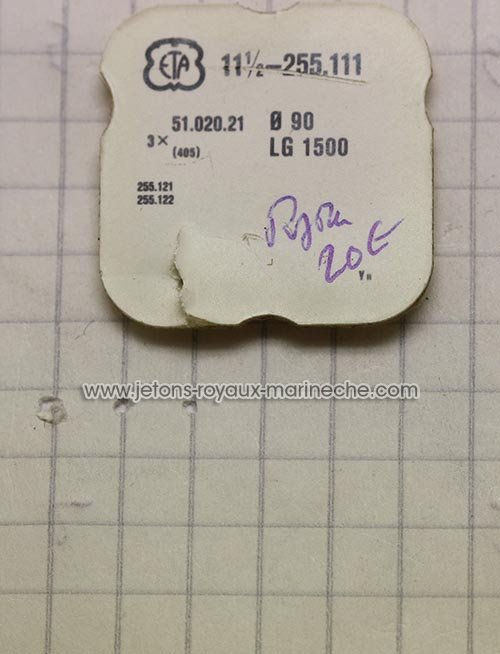 ETA 11½-255.111
51.020.21 Ø 90
3× (405) LG 1500
255.121
255.122
20€
www.jetons-royaux-marineche.com